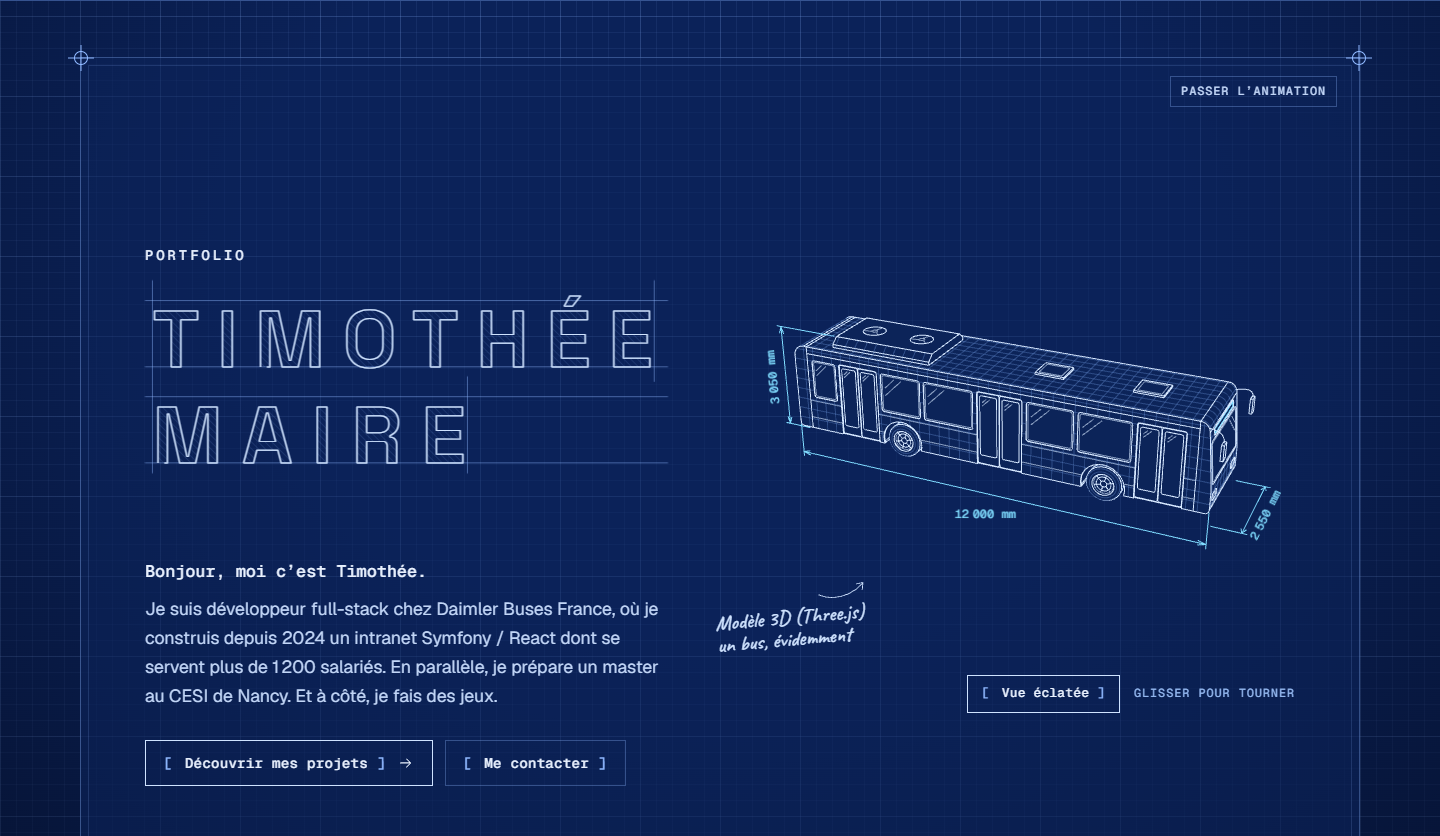 PASSER L’ANIMATION
PORTFOLIO
TIMOTHÉE
MAIRE
3 050 mm
12 000 mm
2 550 mm
Bonjour, moi c’est Timothée.
Je suis développeur full-stack chez Daimler Buses France, où je
construis depuis 2024 un intranet Symfony / React dont se
servent plus de 1 200 salariés. En parallèle, je prépare un master
au CESI de Nancy. Et à côté, je fais des jeux.
Modèle 3D (Three.js)
un bus, évidemment
[ Vue éclatée ] GLISSER POUR TOURNER
[ Découvrir mes projets ] → [ Me contacter ]